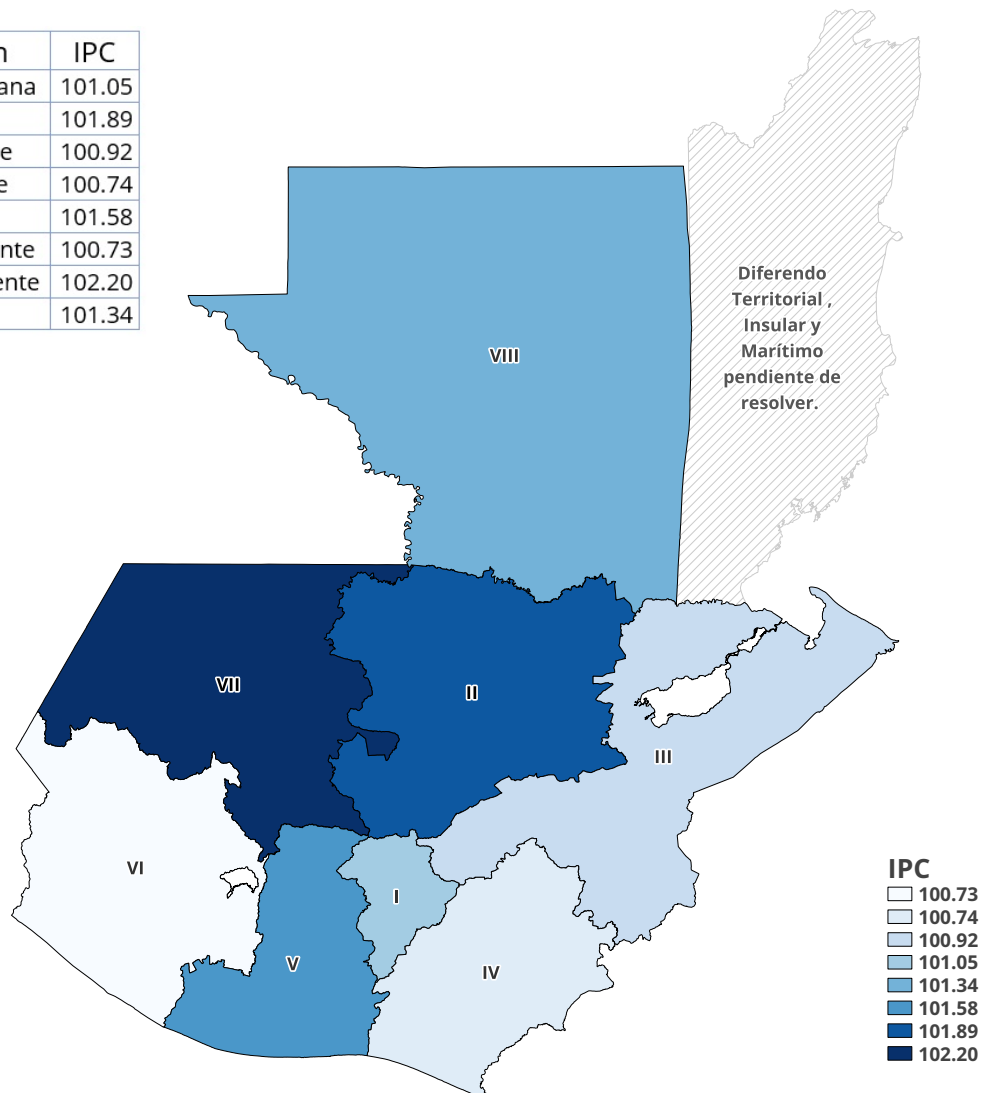 IPC
101.05
101.89
100.92
100.74
101.58
100.73
102.20
101.34
Diferendo
Territorial ,
Insular y
Marítimo
pendiente de
resolver.
VIII
VII
II
III
VI
I
V
IV
IPC
100.73
100.74
100.92
101.05
101.34
101.58
101.89
102.20